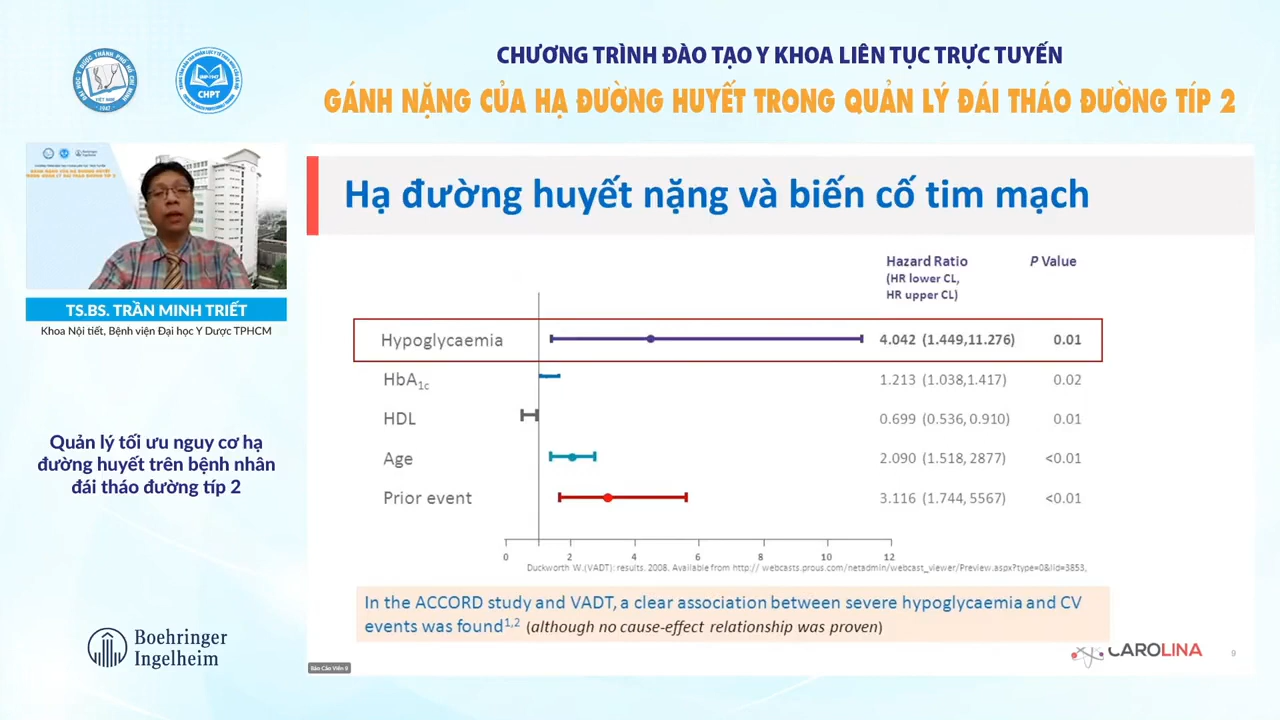 CHƯƠNG TRÌNH ĐÀO TẠO Y KHOA LIÊN TỤC TRỰC TUYẾN
GÁNH NẶNG CỦA HẠ ĐƯỜNG HUYẾT TRONG QUẢN LÝ ĐÁI THÁO ĐƯỜNG TÍP 2
CHPT
TS.BS. TRẦN MINH TRIẾT
Khoa Nội tiết, Bệnh viện Đại học Y Dược TPHCM
Quản lý tối ưu nguy cơ hạ
đường huyết trên bệnh nhân
đái tháo đường típ 2
Boehringer
Ingelheim
Hạ đường huyết nặng và biến cố tim mạch
Hazard Ratio P Value
(HR lower CL,
HR upper CL)
Hypoglycaemia 4.042 (1.449,11.276) 0.01
HbA1c 1.213 (1.038,1.417) 0.02
HDL 0.699 (0.536, 0.910) 0.01
Age 2.090 (1.518, 2877) <0.01
Prior event 3.116 (1.744, 5567) <0.01
0 2 4 6 8 10 12
Duckworth W.(VADT): results. 2008. Available from http:// webcasts.prous.com/netadmin/webcast_viewer/Preview.aspx?type=0&lid=3853,
In the ACCORD study and VADT, a clear association between severe hypoglycaemia and CV
events was found1,2 (although no cause-effect relationship was proven)
CAROLINA
9